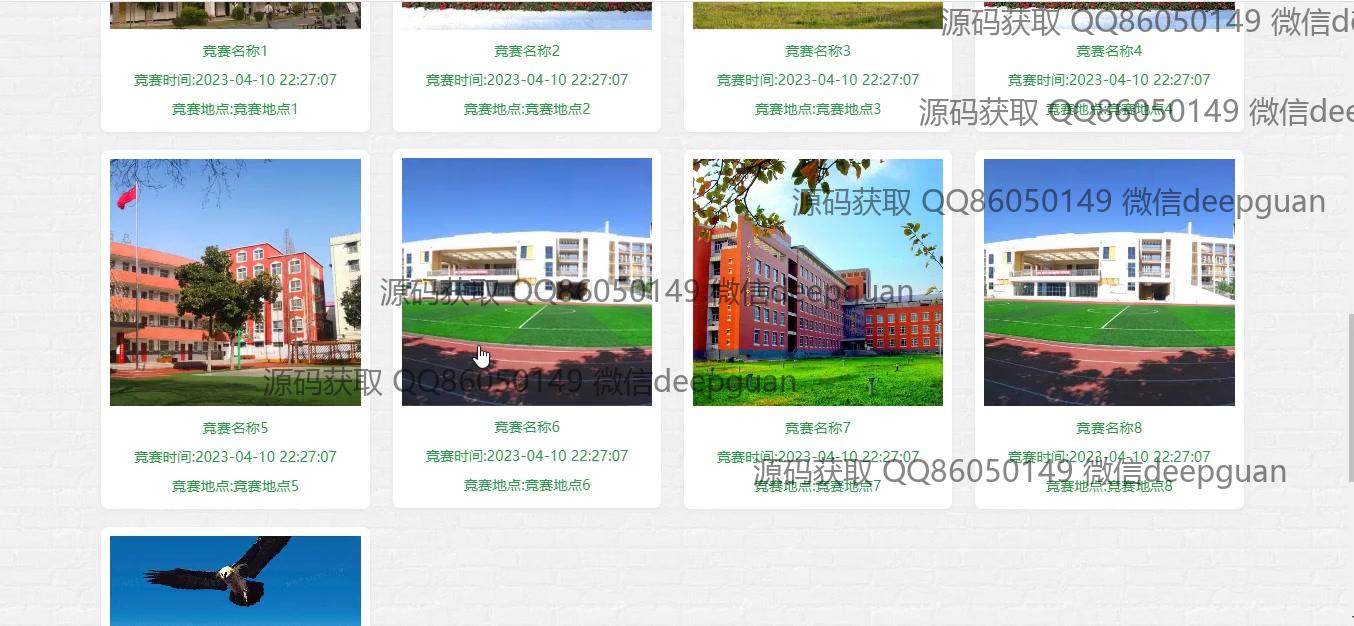 竞赛名称1
竞赛时间:2023-04-10 22:27:07
竞赛地点:竞赛地点1
竞赛名称2
竞赛时间:2023-04-10 22:27:07
竞赛地点:竞赛地点2
竞赛名称3
竞赛时间:2023-04-10 22:27:07
竞赛地点:竞赛地点3
竞赛名称4
竞赛时间:2023-04-10 22:27:07
竞赛地点:竞赛地点4
源码获取 QQ86050149 微信de
源码获取 QQ86050149 微信dee
源码获取 QQ86050149 微信deepguan
源码获取 QQ86050149 微信deepguan
源码获取 QQ86050149 微信deepguan
竞赛名称5
竞赛时间:2023-04-10 22:27:07
竞赛地点:竞赛地点5
竞赛名称6
竞赛时间:2023-04-10 22:27:07
竞赛地点:竞赛地点6
竞赛名称7
竞赛时间:2023-04-10 22:27:07
竞赛地点:竞赛地点7
竞赛名称8
竞赛时间:2023-04-10 22:27:07
竞赛地点:竞赛地点8
源码获取 QQ86050149 微信deepguan